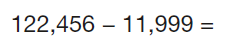 122,456 – 11,999 =